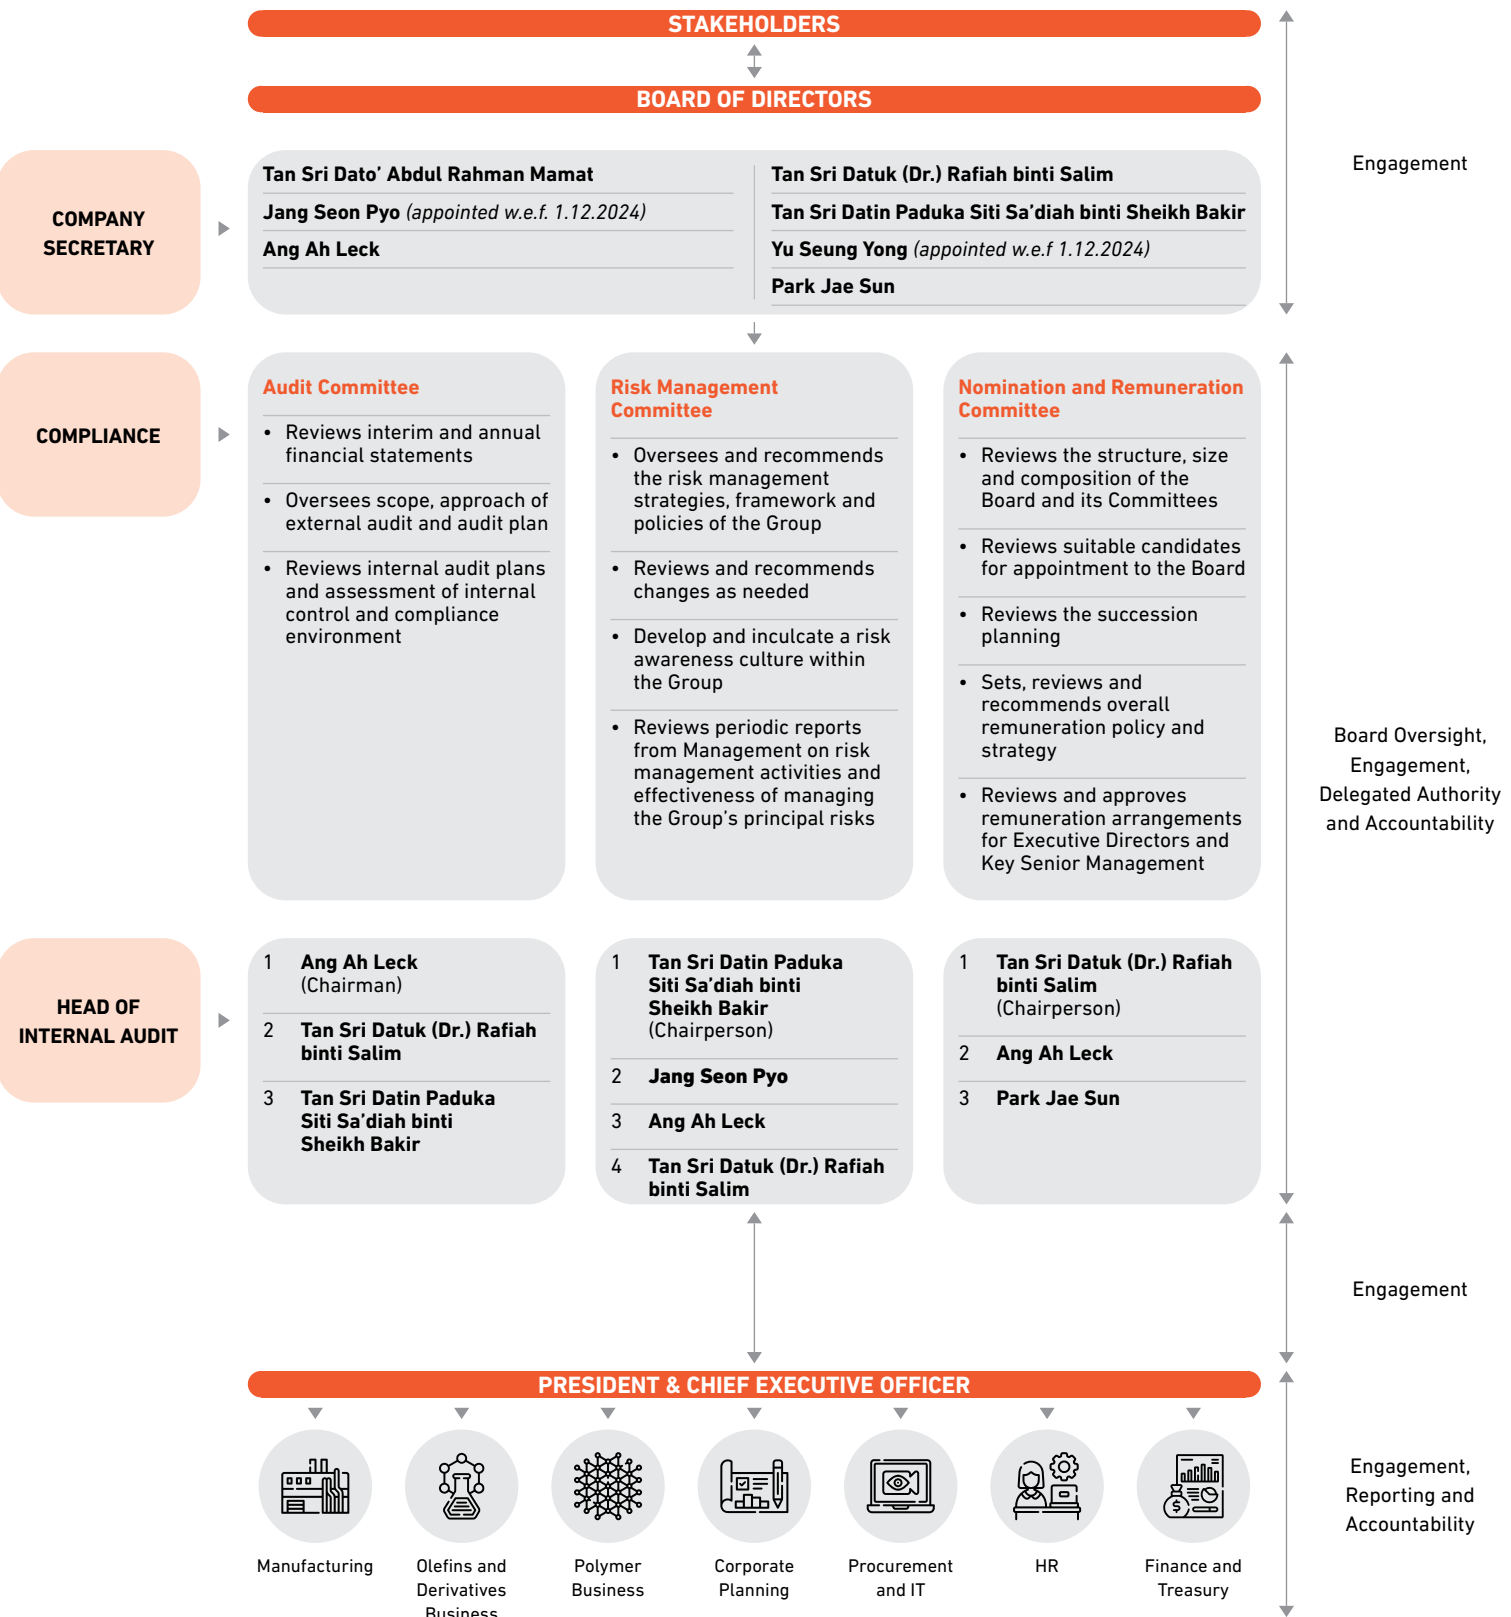 STAKEHOLDERS
BOARD OF DIRECTORS
Engagement
COMPANY
SECRETARY
Tan Sri Dato’ Abdul Rahman Mamat
Jang Seon Pyo (appointed w.e.f. 1.12.2024)
Ang Ah Leck
Tan Sri Datuk (Dr.) Rafiah binti Salim
Tan Sri Datin Paduka Siti Sa’diah binti Sheikh Bakir
Yu Seung Yong (appointed w.e.f 1.12.2024)
Park Jae Sun
COMPLIANCE
Audit Committee
• Reviews interim and annual
financial statements
• Oversees scope, approach of
external audit and audit plan
• Reviews internal audit plans
and assessment of internal
control and compliance
environment
Risk Management
Committee
• Oversees and recommends
the risk management
strategies, framework and
policies of the Group
• Reviews and recommends
changes as needed
• Develop and inculcate a risk
awareness culture within
the Group
• Reviews periodic reports
from Management on risk
management activities and
effectiveness of managing
the Group’s principal risks
Nomination and Remuneration
Committee
• Reviews the structure, size
and composition of the
Board and its Committees
• Reviews suitable candidates
for appointment to the Board
• Reviews the succession
planning
• Sets, reviews and
recommends overall
remuneration policy and
strategy
• Reviews and approves
remuneration arrangements
for Executive Directors and
Key Senior Management
Board Oversight,
Engagement,
Delegated Authority
and Accountability
HEAD OF
INTERNAL AUDIT
1 Ang Ah Leck
(Chairman)
2 Tan Sri Datuk (Dr.) Rafiah
binti Salim
3 Tan Sri Datin Paduka
Siti Sa’diah binti
Sheikh Bakir
1 Tan Sri Datin Paduka
Siti Sa’diah binti
Sheikh Bakir
(Chairperson)
2 Jang Seon Pyo
3 Ang Ah Leck
4 Tan Sri Datuk (Dr.) Rafiah
binti Salim
1 Tan Sri Datuk (Dr.) Rafiah
binti Salim
(Chairperson)
2 Ang Ah Leck
3 Park Jae Sun
Engagement
PRESIDENT & CHIEF EXECUTIVE OFFICER
Manufacturing
Olefins and
Derivatives
Business
Polymer
Business
Corporate
Planning
Procurement
and IT
HR
$
Finance and
Treasury
Engagement,
Reporting and
Accountability